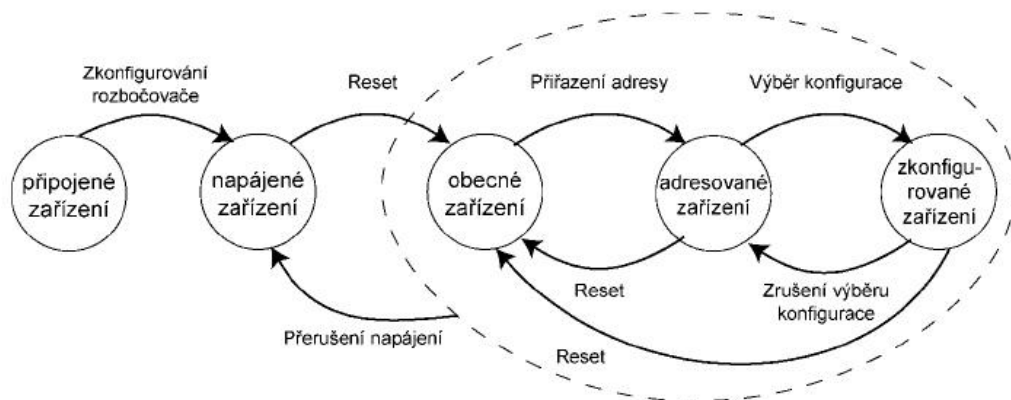 Zkonfigurování
rozbočovače
Reset
Přiřazení adresy
Výběr konfigurace
připojené
zařízení
napájené
zařízení
obecné
zařízení
adresované
zařízení
zkonfigu-
rované
zařízení
Reset
Zrušení výběru
konfigurace
Přerušení napájení
Reset